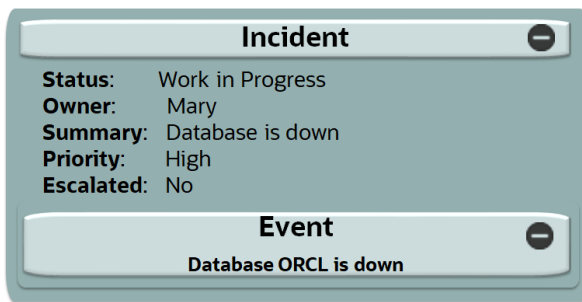 Incident
Status: Work in Progress
Owner: Mary
Summary: Database is down
Priority: High
Escalated: No
Event
Database ORCL is down